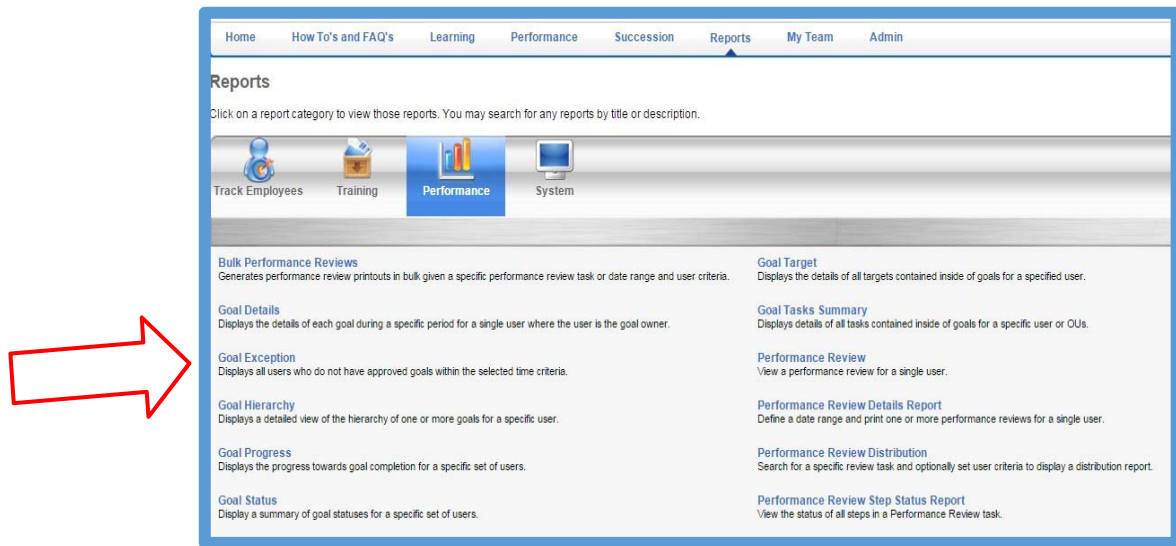 Home How To's and FAQ's Learning Performance Succession Reports My Team Admin
Reports
Click on a report category to view those reports. You may search for any reports by title or description.
Track Employees Training Performance System
Bulk Performance Reviews
Generates performance review printouts in bulk given a specific performance review task or date range and user criteria.
Goal Details
Displays the details of each goal during a specific period for a single user where the user is the goal owner.
Goal Exception
Displays all users who do not have approved goals within the selected time criteria.
Goal Hierarchy
Displays a detailed view of the hierarchy of one or more goals for a specific user.
Goal Progress
Displays the progress towards goal completion for a specific set of users.
Goal Status
Display a summary of goal statuses for a specific set of users.
Goal Target
Displays the details of all targets contained inside of goals for a specified user.
Goal Tasks Summary
Displays details of all tasks contained inside of goals for a specific user or OUs.
Performance Review
View a performance review for a single user.
Performance Review Details Report
Define a date range and print one or more performance reviews for a single user.
Performance Review Distribution
Search for a specific review task and optionally set user criteria to display a distribution report.
Performance Review Step Status Report
View the status of all steps in a Performance Review task.